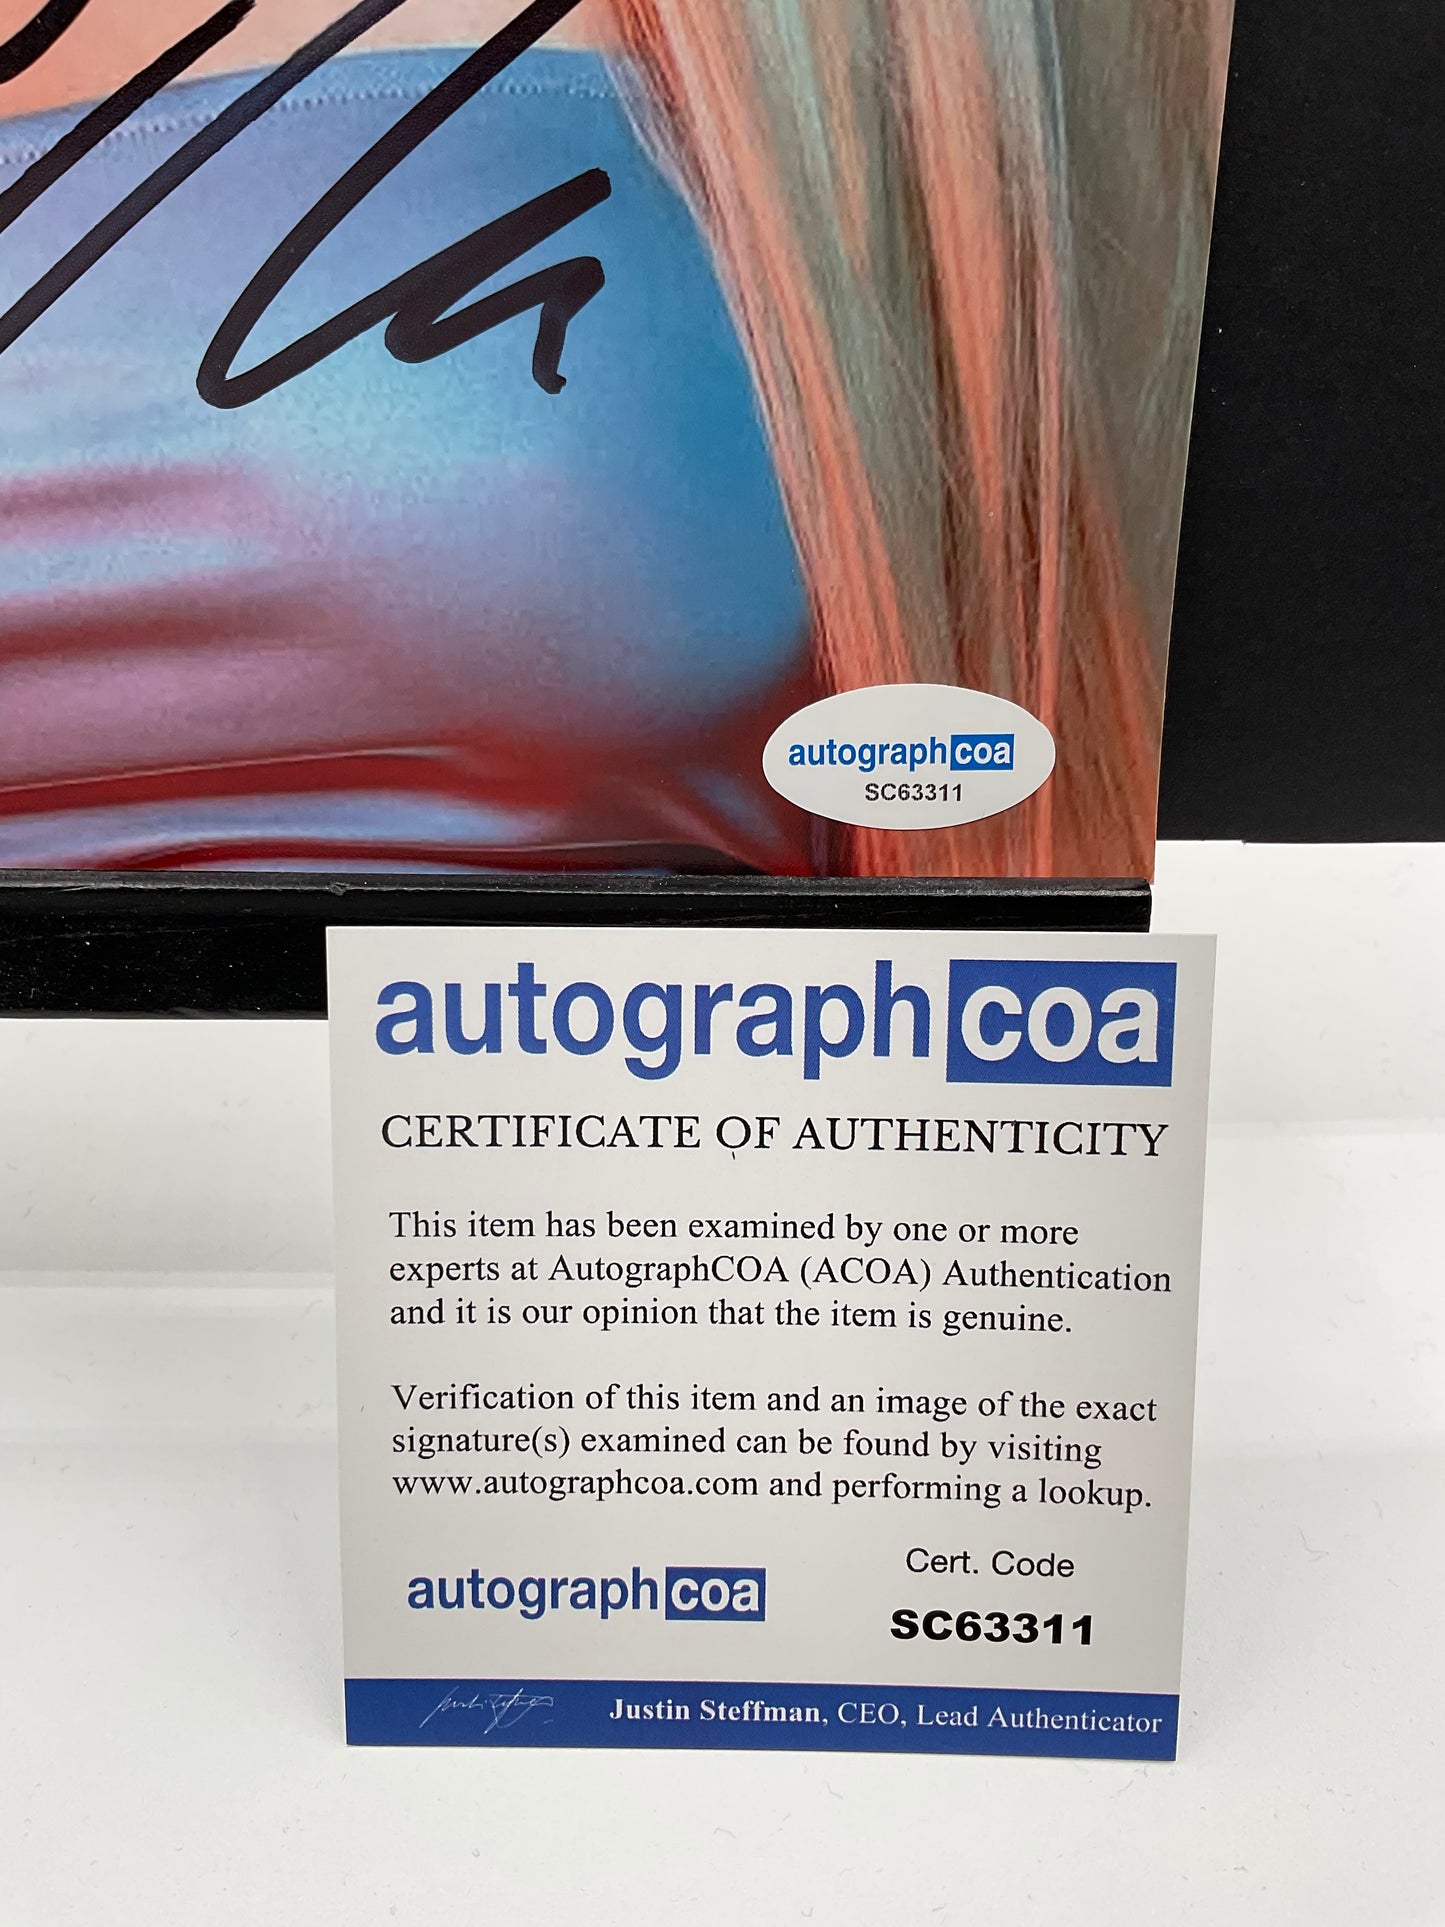 autographcoa
SC63311
autographcoa
CERTIFICATE OF AUTHENTICITY
This item has been examined by one or more
experts at AutographCOA (ACOA) Authentication
and it is our opinion that the item is genuine.
Verification of this item and an image of the exact
signature(s) examined can be found by visiting
www.autographcoa.com and performing a lookup.
autographcoa
Cert. Code
SC63311
Justin Steffman, CEO, Lead Authenticator